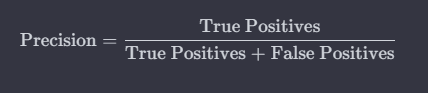 Precision = True Positives / True Positives + False Positives